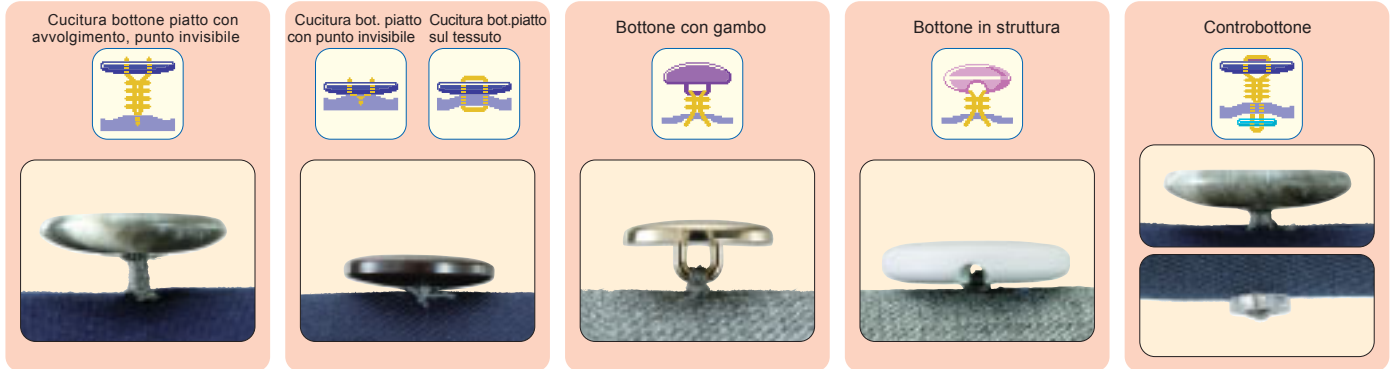 Cucitura bottone piatto con
avvolgimento, punto invisibile
Cucitura bot. piatto
con punto invisibile
Cucitura bot.piatto
sul tessuto
Bottone con gambo
Bottone in struttura
Controbottone